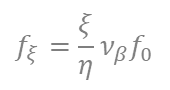 f_ξ = ξ/η ν_β f_0